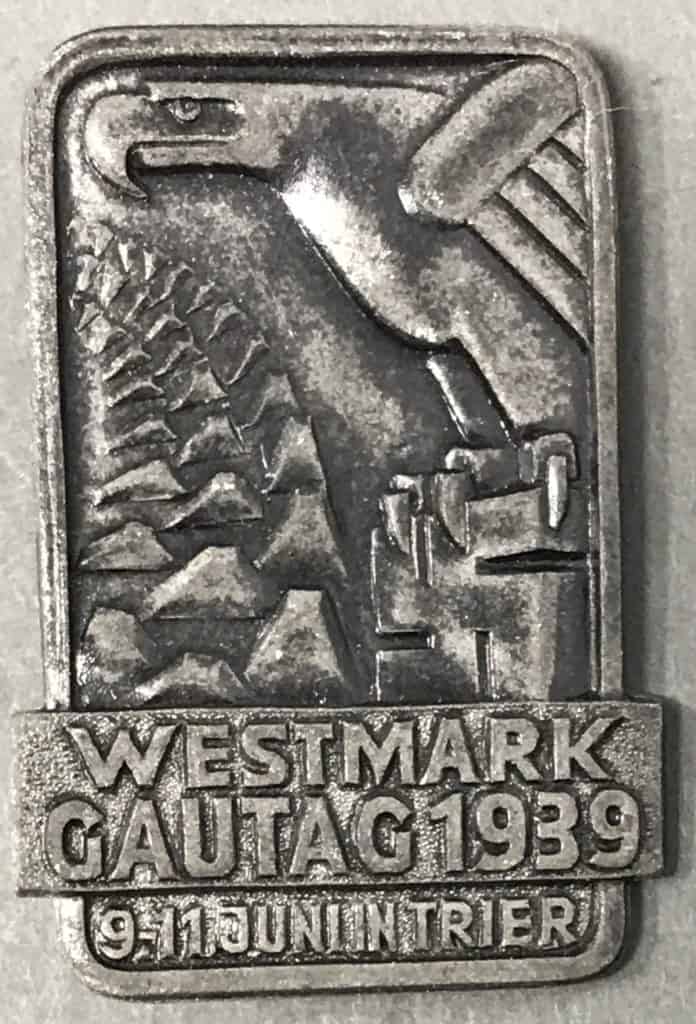 WESTMARK
GAUTAG 1939
9-11 JUNI IN TRIER